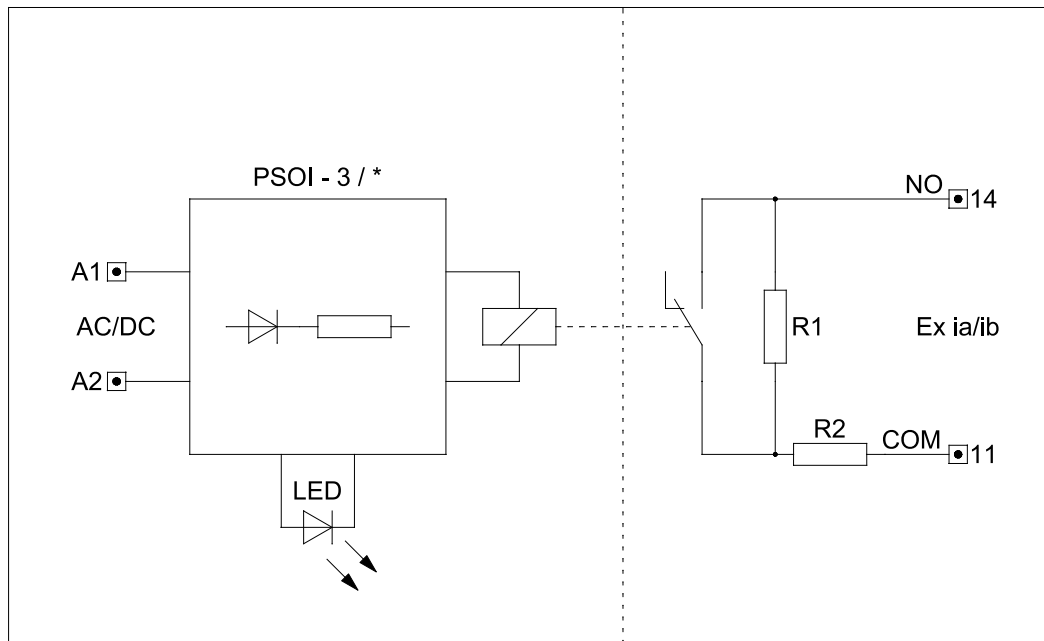 PSOI - 3 / *
NO
14
A1
AC/DC
R1
Ex ia/ib
A2
R2
COM
11
LED